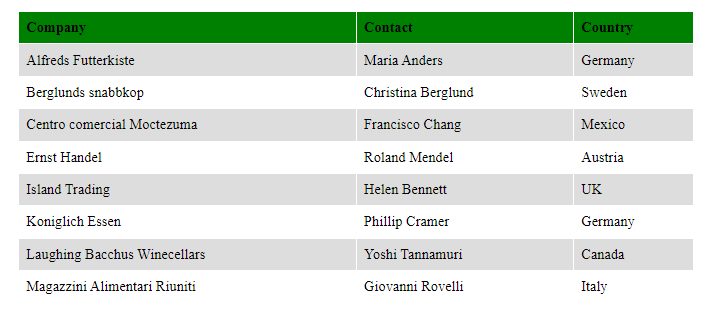 Company Contact Country
Alfreds Futterkiste Maria Anders Germany
Berglunds snabbkop Christina Berglund Sweden
Centro comercial Moctezuma Francisco Chang Mexico
Ernst Handel Roland Mendel Austria
Island Trading Helen Bennett UK
Koniglich Essen Phillip Cramer Germany
Laughing Bacchus Winecellars Yoshi Tannamuri Canada
Magazzini Alimentari Riuniti Giovanni Rovelli Italy